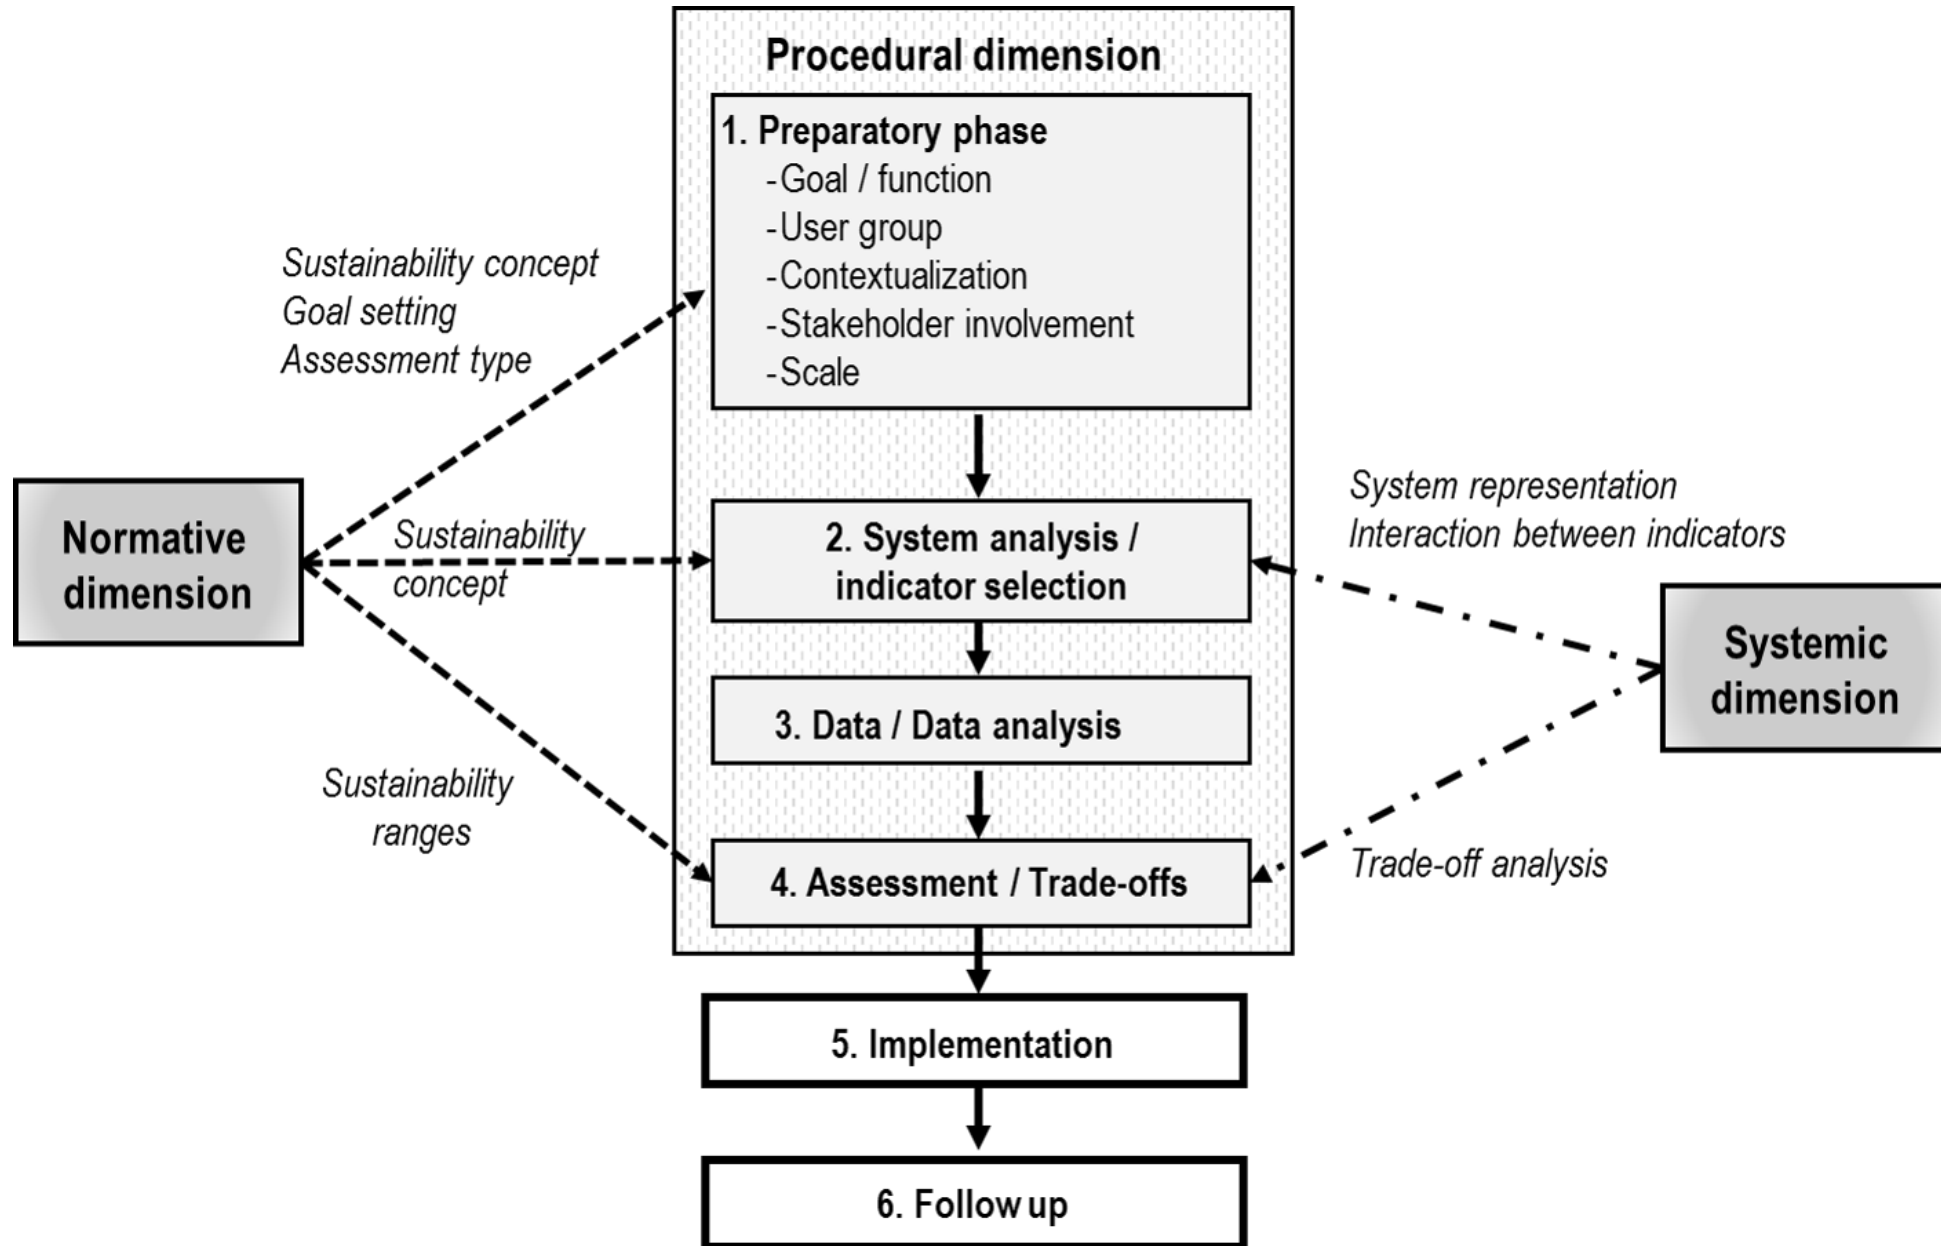 Procedural dimension
1. Preparatory phase
-Goal / function
-User group
-Contextualization
-Stakeholder involvement
-Scale
Sustainability concept
Goal setting
Assessment type
Normative
dimension
Sustainability
concept
Sustainability
ranges
2. System analysis /
indicator selection
3. Data / Data analysis
4. Assessment / Trade-offs
System representation
Interaction between indicators
Systemic
dimension
Trade-off analysis
5. Implementation
6. Follow up